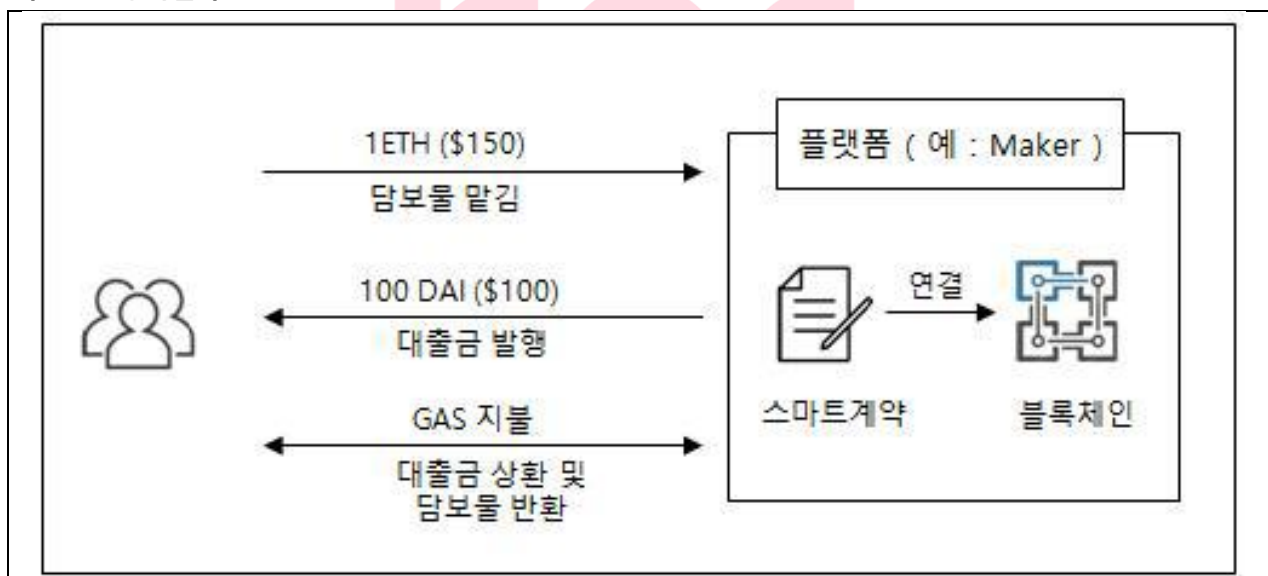 1ETH ($150)
담보물 맡김
플랫폼 ( 예 : Maker )
100 DAI ($100)
대출금 발행
연결
스마트계약
블록체인
GAS 지불
대출금 상환 및
담보물 반환